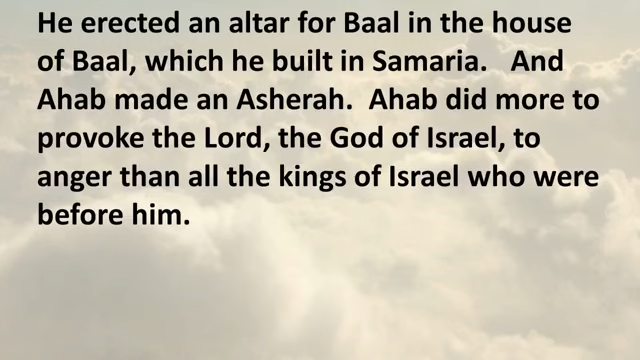 He erected an altar for Baal in the house
of Baal, which he built in Samaria.   And
Ahab made an Asherah.  Ahab did more to
provoke the Lord, the God of Israel, to
anger than all the kings of Israel who were
before him.